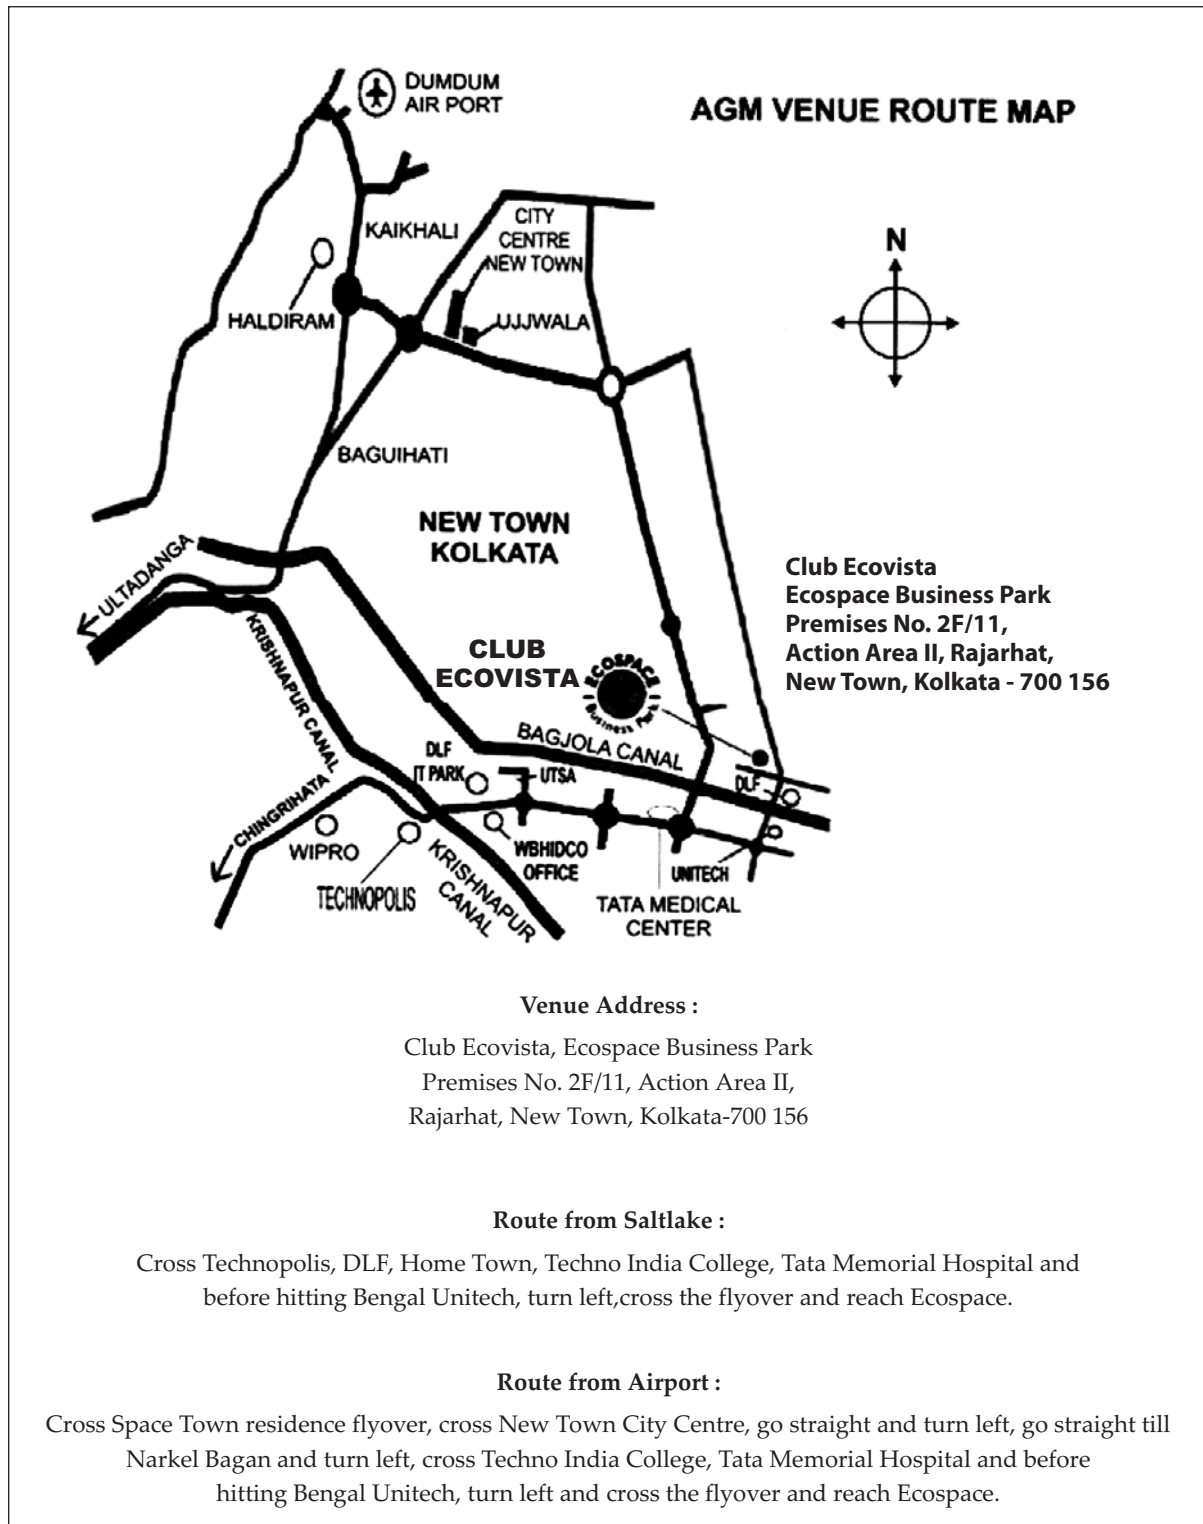 DUMDUM
AIR PORT
AGM VENUE ROUTE MAP
KAIKHALI
CITY
CENTRE
NEW TOWN
N
HALDIRAM
UJJWALA
BAGUIHATI
NEW TOWN
KOLKATA
ULTADANGA
Club Ecovista
Ecospace Business Park
Premises No. 2F/11,
Action Area II, Rajarhat,
New Town, Kolkata - 700 156
KRISHNAPUR CANAL
CLUB
ECOVISTA
ECOSPACE
Business Park
BAGJOLA CANAL
DLF
IT PARK
UTSA
DLF
CHINGRIHATA
WIPRO
TECHNOPOLIS
KRISHNAPUR
CANAL
WBHIDCO
OFFICE
UNITECH
TATA MEDICAL
CENTER
Venue Address :
Club Ecovista, Ecospace Business Park
Premises No. 2F/11, Action Area II,
Rajarhat, New Town, Kolkata-700 156
Route from Saltlake :
Cross Technopolis, DLF, Home Town, Techno India College, Tata Memorial Hospital and
before hitting Bengal Unitech, turn left,cross the flyover and reach Ecospace.
Route from Airport :
Cross Space Town residence flyover, cross New Town City Centre, go straight and turn left, go straight till
Narkel Bagan and turn left, cross Techno India College, Tata Memorial Hospital and before
hitting Bengal Unitech, turn left and cross the flyover and reach Ecospace.